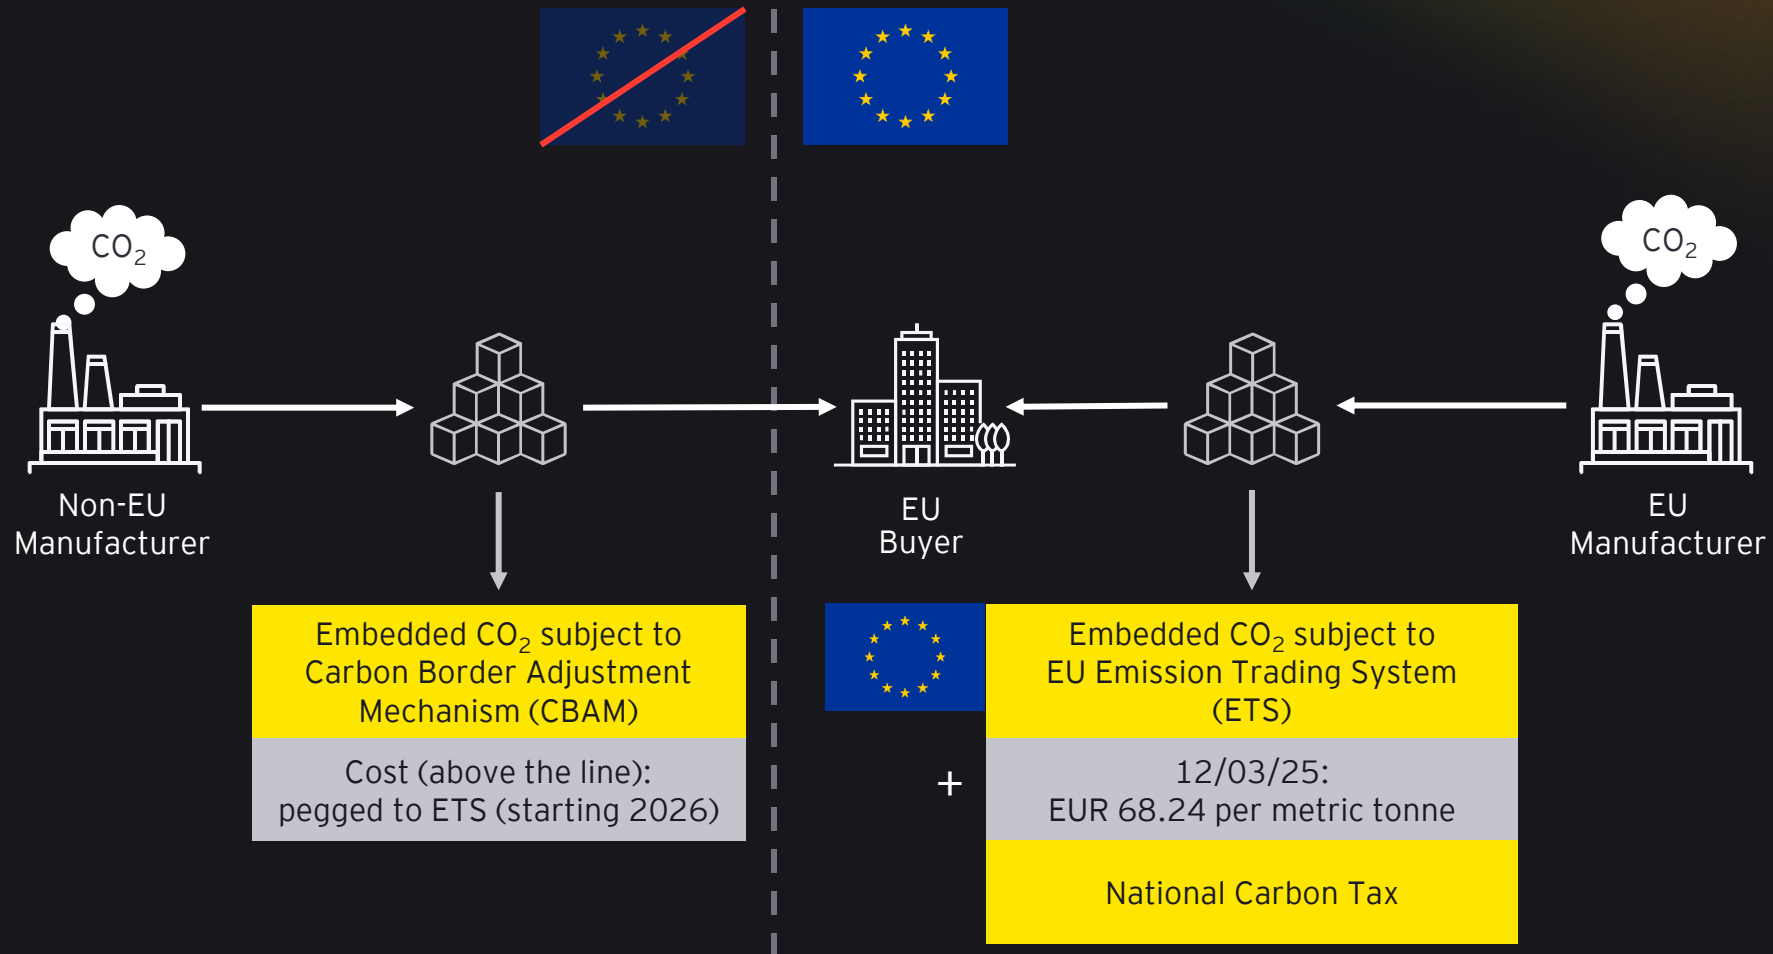 CO₂
CO₂
Non-EU
Manufacturer
EU
Buyer
EU
Manufacturer
Embedded CO₂ subject to
Carbon Border Adjustment
Mechanism (CBAM)
Cost (above the line):
pegged to ETS (starting 2026)
Embedded CO₂ subject to
EU Emission Trading System
(ETS)
+
12/03/25:
EUR 68.24 per metric tonne
National Carbon Tax